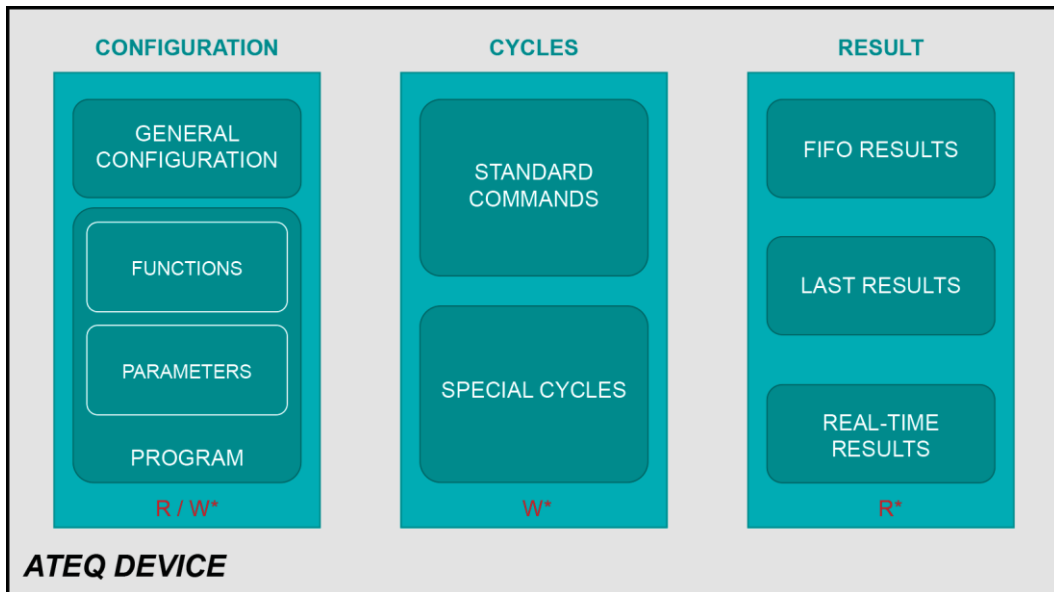 CONFIGURATION
GENERAL
CONFIGURATION
FUNCTIONS
PARAMETERS
PROGRAM
R / W*
CYCLES
STANDARD
COMMANDS
SPECIAL CYCLES
W*
RESULT
FIFO RESULTS
LAST RESULTS
REAL-TIME
RESULTS
R*
ATEQ DEVICE